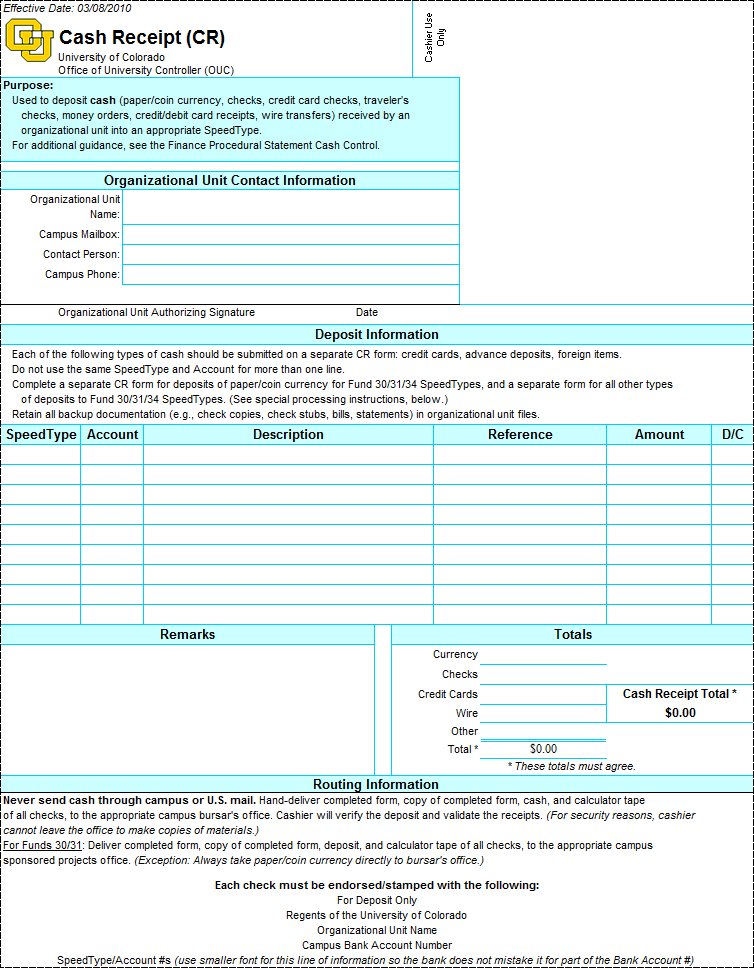 Effective Date: 03/08/2010
Cashier Use
Only
CU
Cash Receipt (CR)
University of Colorado
Office of University Controller (OUC)
Purpose:
Used to deposit cash (paper/coin currency, checks, credit card checks, traveler's
checks, money orders, credit/debit card receipts, wire transfers) received by an
organizational unit into an appropriate SpeedType.
For additional guidance, see the Finance Procedural Statement Cash Control.
Organizational Unit Contact Information
Organizational Unit
Name:
Campus Mailbox:
Contact Person:
Campus Phone:
Organizational Unit Authorizing Signature Date
Deposit Information
Each of the following types of cash should be submitted on a separate CR form: credit cards, advance deposits, foreign items.
Do not use the same SpeedType and Account for more than one line.
Complete a separate CR form for deposits of paper/coin currency for Fund 30/31/34 SpeedTypes, and a separate form for all other types
of deposits to Fund 30/31/34 SpeedTypes. (See special processing instructions, below.)
Retain all backup documentation (e.g., check copies, check stubs, bills, statements) in organizational unit files.
SpeedType Account Description Reference Amount D/C
Remarks Totals
Currency
Checks
Credit Cards Cash Receipt Total *
Wire $0.00
Other
Total * $0.00
* These totals must agree.
Routing Information
Never send cash through campus or U.S. mail. Hand-deliver completed form, copy of completed form, cash, and calculator tape
of all checks, to the appropriate campus bursar's office. Cashier will verify the deposit and validate the receipts. (For security reasons, cashier
cannot leave the office to make copies of materials.)
For Funds 30/31: Deliver completed form, copy of completed form, deposit, and calculator tape of all checks, to the appropriate campus
sponsored projects office. (Exception: Always take paper/coin currency directly to bursar's office.)
Each check must be endorsed/stamped with the following:
For Deposit Only
Regents of the University of Colorado
Organizational Unit Name
Campus Bank Account Number
SpeedType/Account #s (use smaller font for this line of information so the bank does not mistake it for part of the Bank Account #)